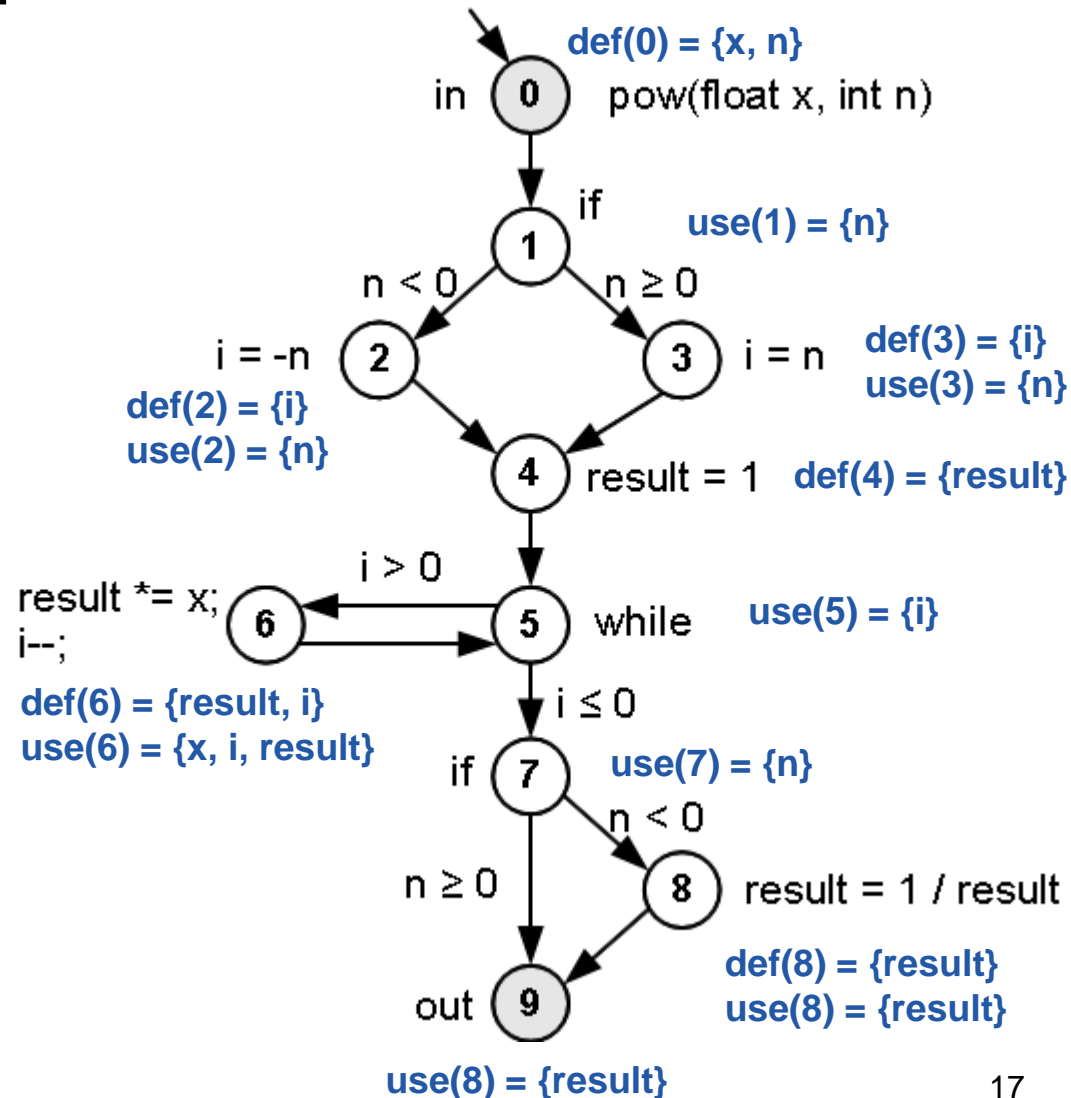 def(0) = {x, n}
in 0 pow(float x, int n)
if
use(1) = {n}
1
n < 0 n ≥ 0
i = -n 2 3 i = n
def(3) = {i}
use(3) = {n}
def(2) = {i}
use(2) = {n}
4 result = 1 def(4) = {result}
i > 0
result *= x;
i--;
6 5 while use(5) = {i}
def(6) = {result, i}
use(6) = {x, i, result}
i ≤ 0
if 7 use(7) = {n}
n < 0
n ≥ 0 8 result = 1 / result
def(8) = {result}
use(8) = {result}
out 9
use(8) = {result}
17